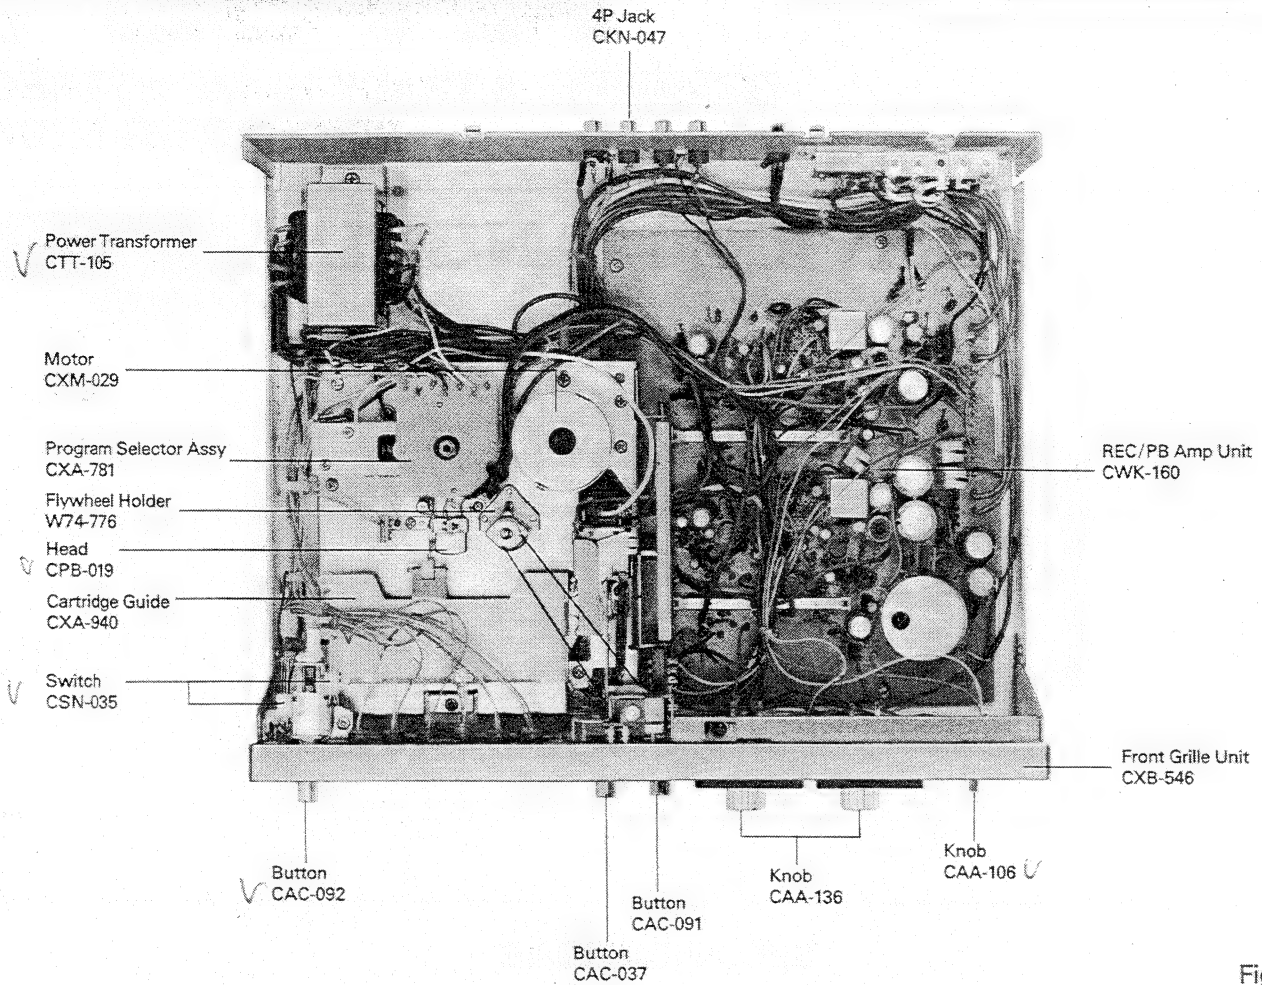 4P Jack
CKN-047
Power Transformer
CTT-105
Motor
CXM-029
Program Selector Assy
CXA-781
Flywheel Holder
W74-776
Head
CPB-019
Cartridge Guide
CXA-940
Switch
CSN-035
REC/PB Amp Unit
CWK-160
Front Grille Unit
CXB-546
Button
CAC-092
Button
CAC-037
Button
CAC-091
Knob
CAA-136
Knob
CAA-106